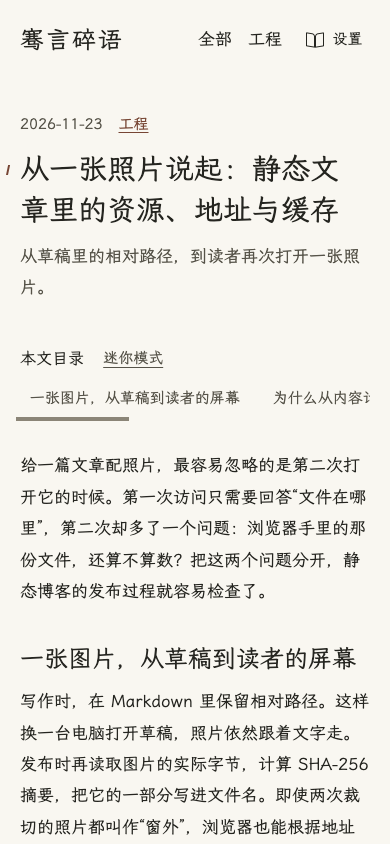 骞言碎语
全部 工程 设置
2026-11-23 工程
从一张照片说起：静态文
章里的资源、地址与缓存
从草稿里的相对路径，到读者再次打开一张照
片。
本文目录 迷你模式
一张图片，从草稿到读者的屏幕 为什么从内容
给一篇文章配照片，最容易忽略的是第二次打
开它的时候。第一次访问只需要回答“文件在哪
里”，第二次却多了一个问题：浏览器手里的那
份文件，还算不算数？把这两个问题分开，静
态博客的发布过程就容易检查了。
一张图片，从草稿到读者的屏幕
写作时，在 Markdown 里保留相对路径。这样
换一台电脑打开草稿，照片依然跟着文字走。
发布时再读取图片的实际字节，计算 SHA-256
摘要，把它的一部分写进文件名。即使两次裁
切的照片都叫作“窗外”，浏览器也能根据地址